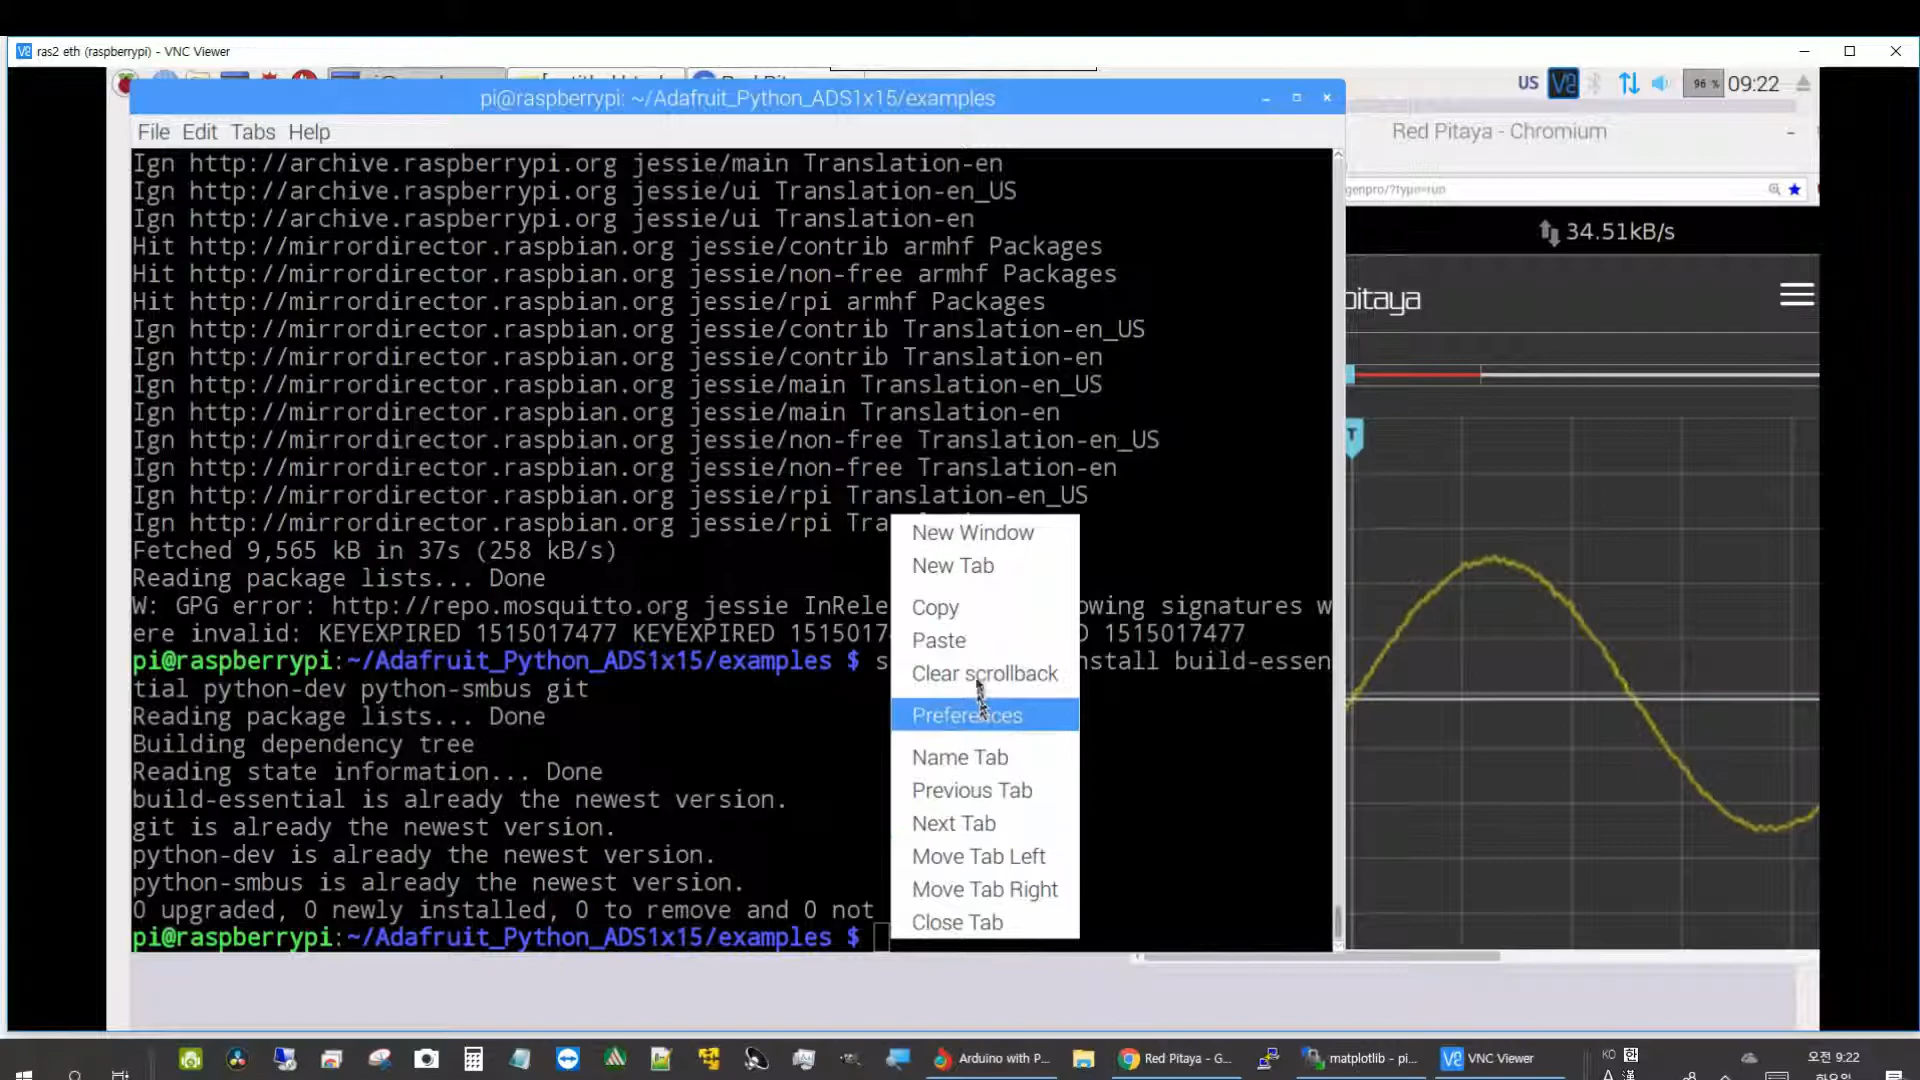 ras2 eth (raspberrypi) - VNC Viewer
US
96 %
09:22
pi@raspberrypi: ~/Adafruit_Python_ADS1x15/examples
Red Pitaya - Chromium
File Edit Tabs Help
genpro/?type=run
34.51kB/s
pitaya
T
Ign http://archive.raspberrypi.org jessie/main Translation-en
Ign http://archive.raspberrypi.org jessie/ui Translation-en_US
Ign http://archive.raspberrypi.org jessie/ui Translation-en
Hit http://mirrordirector.raspbian.org jessie/contrib armhf Packages
Hit http://mirrordirector.raspbian.org jessie/non-free armhf Packages
Hit http://mirrordirector.raspbian.org jessie/rpi armhf Packages
Ign http://mirrordirector.raspbian.org jessie/contrib Translation-en_US
Ign http://mirrordirector.raspbian.org jessie/contrib Translation-en
Ign http://mirrordirector.raspbian.org jessie/main Translation-en_US
Ign http://mirrordirector.raspbian.org jessie/main Translation-en
Ign http://mirrordirector.raspbian.org jessie/non-free Translation-en_US
Ign http://mirrordirector.raspbian.org jessie/non-free Translation-en
Ign http://mirrordirector.raspbian.org jessie/rpi Translation-en_US
Ign http://mirrordirector.raspbian.org jessie/rpi Tra
Fetched 9,565 kB in 37s (258 kB/s)
Reading package lists... Done
W: GPG error: http://repo.mosquitto.org jessie InRele owing signatures w
ere invalid: KEYEXPIRED 1515017477 KEYEXPIRED 151501 D 1515017477
pi@raspberrypi:~/Adafruit_Python_ADS1x15/examples $ s nstall build-essen
tial python-dev python-smbus git
Reading package lists... Done
Building dependency tree
Reading state information... Done
build-essential is already the newest version.
git is already the newest version.
python-dev is already the newest version.
python-smbus is already the newest version.
0 upgraded, 0 newly installed, 0 to remove and 0 not
pi@raspberrypi:~/Adafruit_Python_ADS1x15/examples $
New Window
New Tab
Copy
Paste
Clear scrollback
Preferences
Name Tab
Previous Tab
Next Tab
Move Tab Left
Move Tab Right
Close Tab
Arduino with P...
Red Pitaya - G...
matplotlib - pi...
VNC Viewer
KO 한
A 漢
오전 9:22
화요일